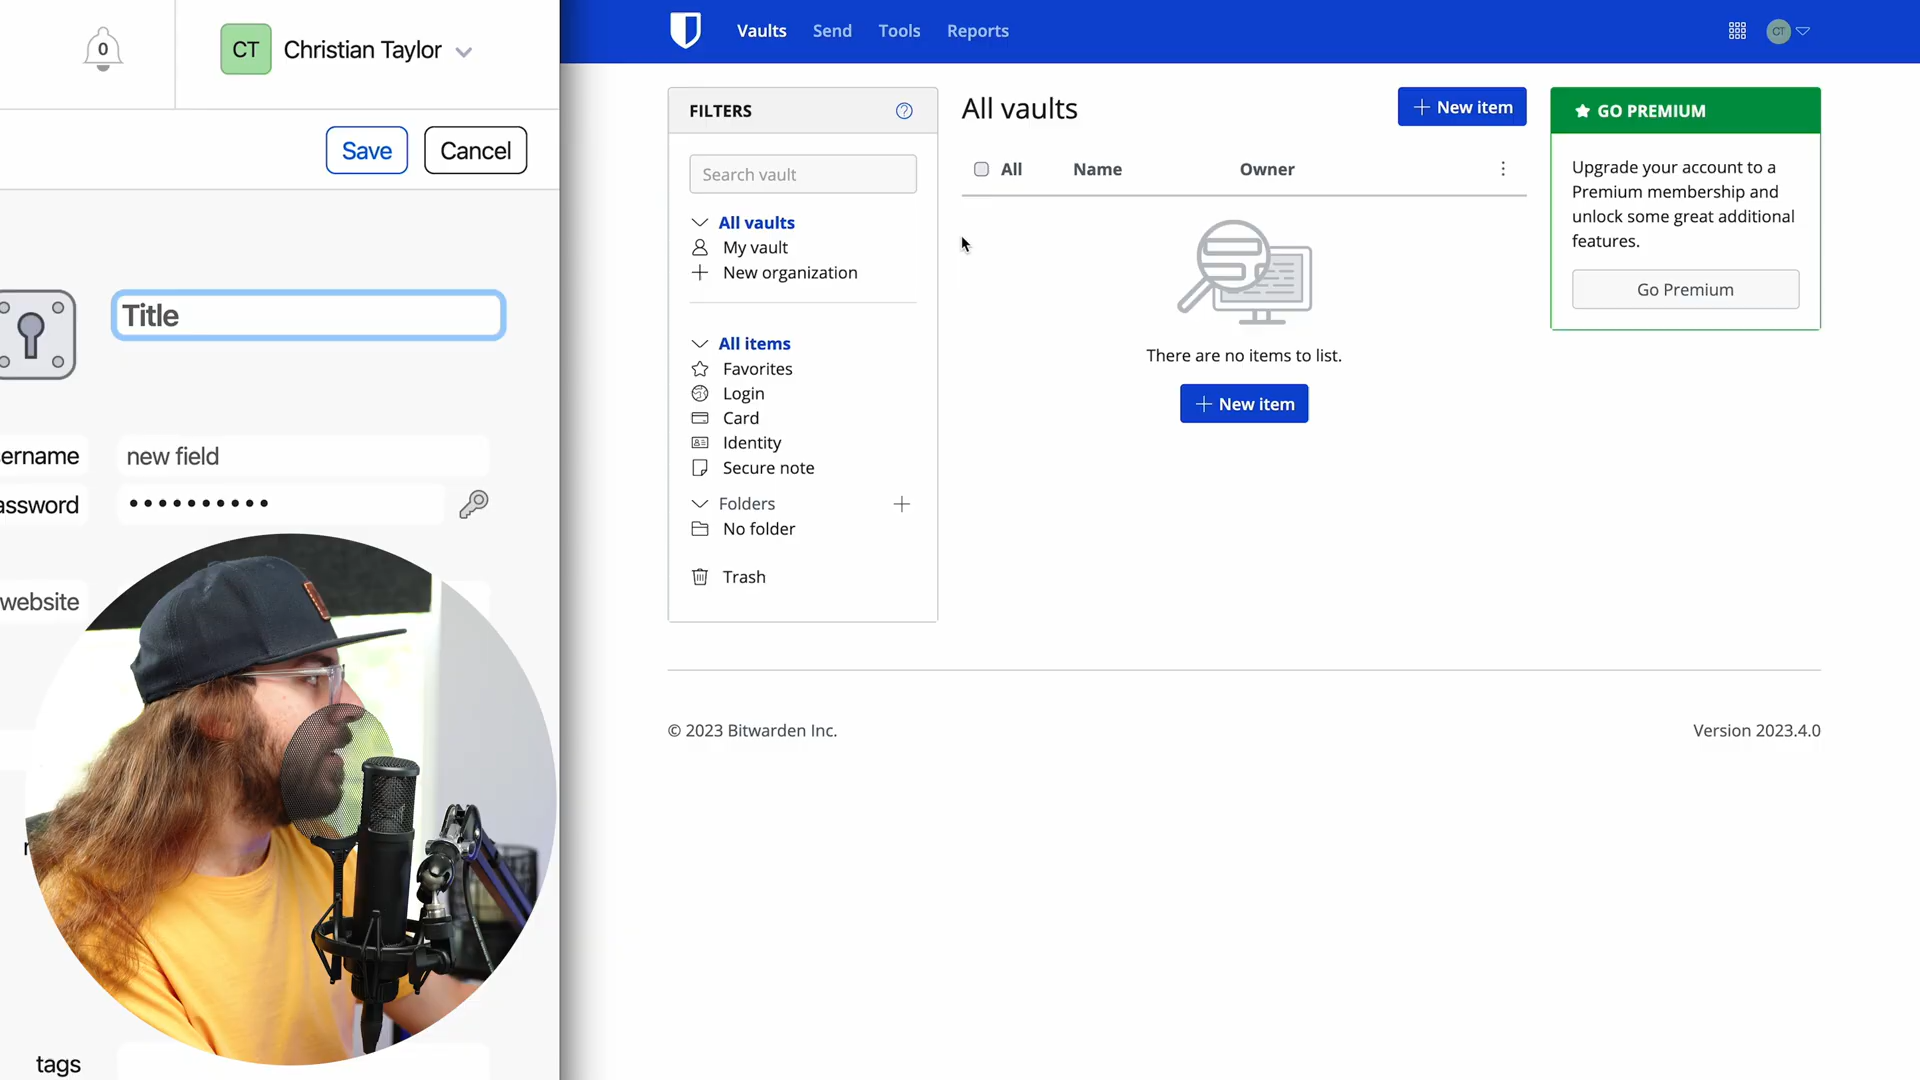 0
CT
Christian Taylor
Save
Cancel
Title
ername
new field
assword
••••••••••
website
tags
Vaults
Send
Tools
Reports
CT
FILTERS
Search vault
All vaults
My vault
New organization
All items
Favorites
Login
Card
Identity
Secure note
Folders
No folder
Trash
All vaults
New item
All
Name
Owner
There are no items to list.
New item
GO PREMIUM
Upgrade your account to a
Premium membership and
unlock some great additional
features.
Go Premium
© 2023 Bitwarden Inc.
Version 2023.4.0